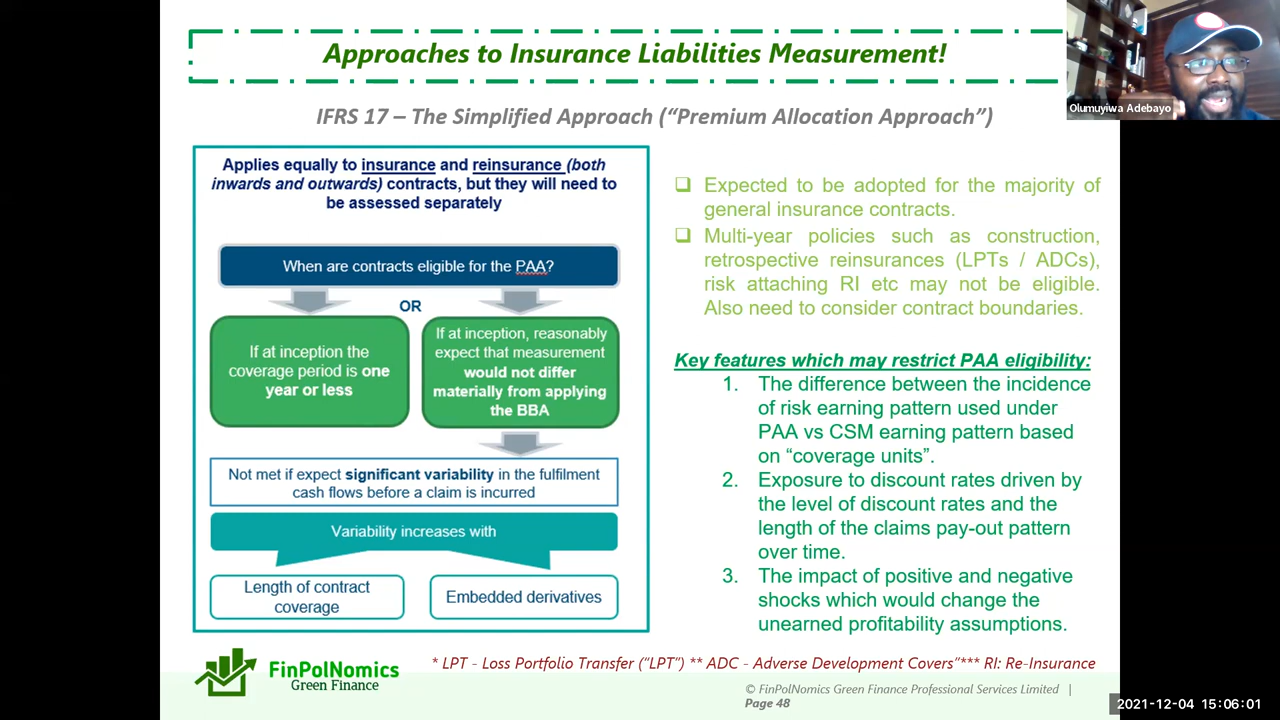 Approaches to Insurance Liabilities Measurement!
Olumuyiwa Adebayo
IFRS 17 – The Simplified Approach (“Premium Allocation Approach”)
Applies equally to insurance and reinsurance (both
inwards and outwards) contracts, but they will need to
be assessed separately
When are contracts eligible for the PAA?
OR
If at inception the
coverage period is one
year or less
If at inception, reasonably
expect that measurement
would not differ
materially from applying
the BBA
Not met if expect significant variability in the fulfilment
cash flows before a claim is incurred
Variability increases with
Length of contract
coverage
Embedded derivatives
❑ Expected to be adopted for the majority of
general insurance contracts.
❑ Multi-year policies such as construction,
retrospective reinsurances (LPTs / ADCs),
risk attaching RI etc may not be eligible.
Also need to consider contract boundaries.
Key features which may restrict PAA eligibility:
1. The difference between the incidence
of risk earning pattern used under
PAA vs CSM earning pattern based
on “coverage units”.
2. Exposure to discount rates driven by
the level of discount rates and the
length of the claims pay-out pattern
over time.
3. The impact of positive and negative
shocks which would change the
unearned profitability assumptions.
* LPT - Loss Portfolio Transfer (“LPT”) ** ADC - Adverse Development Covers”*** RI: Re-Insurance
FinPolNomics
Green Finance
© FinPolNomics Green Finance Professional Services Limited |
Page 48
2021-12-04 15:06:01